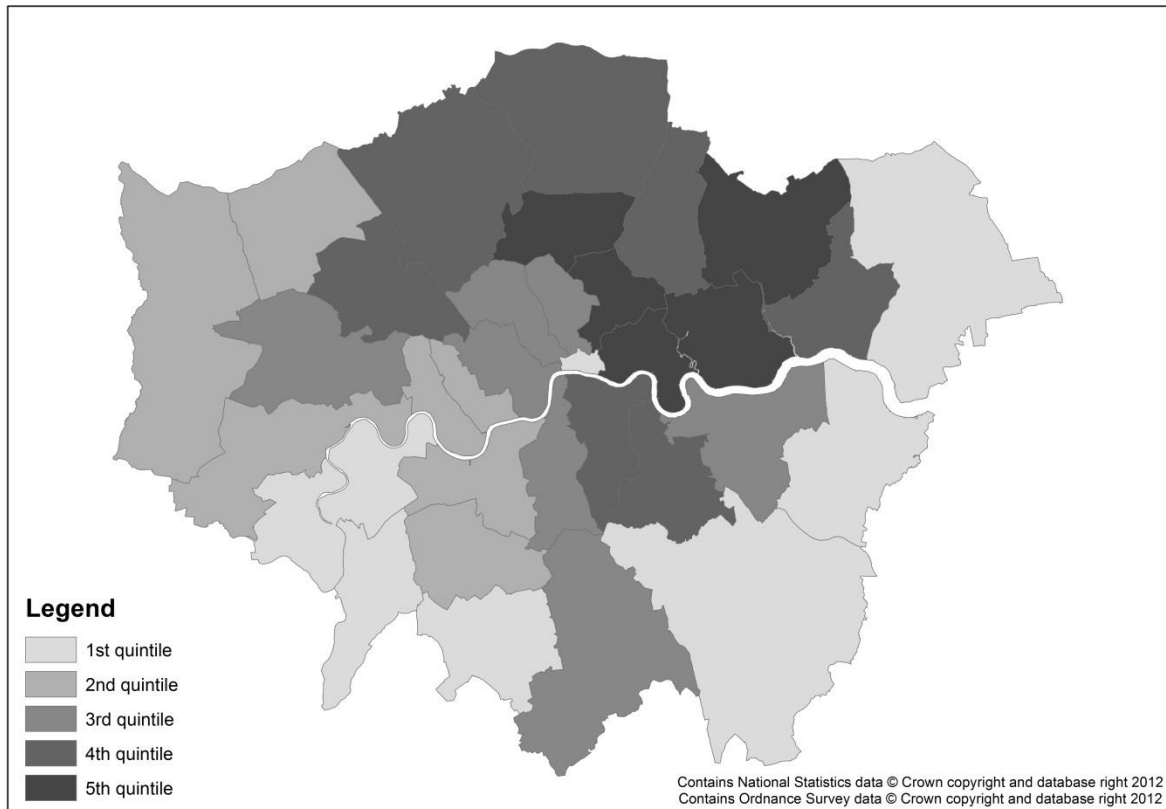 Legend
1st quintile
2nd quintile
3rd quintile
4th quintile
5th quintile
Contains National Statistics data © Crown copyright and database right 2012
Contains Ordnance Survey data © Crown copyright and database right 2012